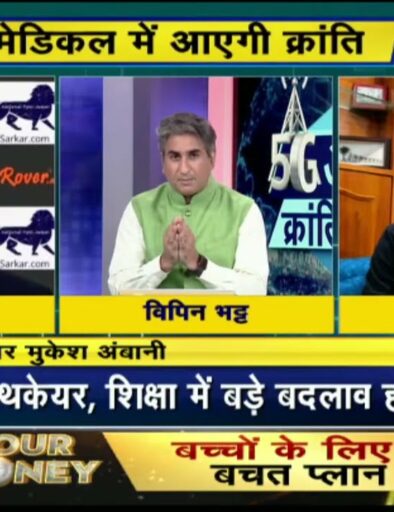 मेडिकल में आएगी क्रांति
Sarkar.com
Rover
Sarkar.com
5G
क्रांति
विपिन भट्ट
मुकेश अंबानी
थकेयर, शिक्षा में बड़े बदलाव
OUR
ONEY
बच्चों के लिए
बचत प्लान